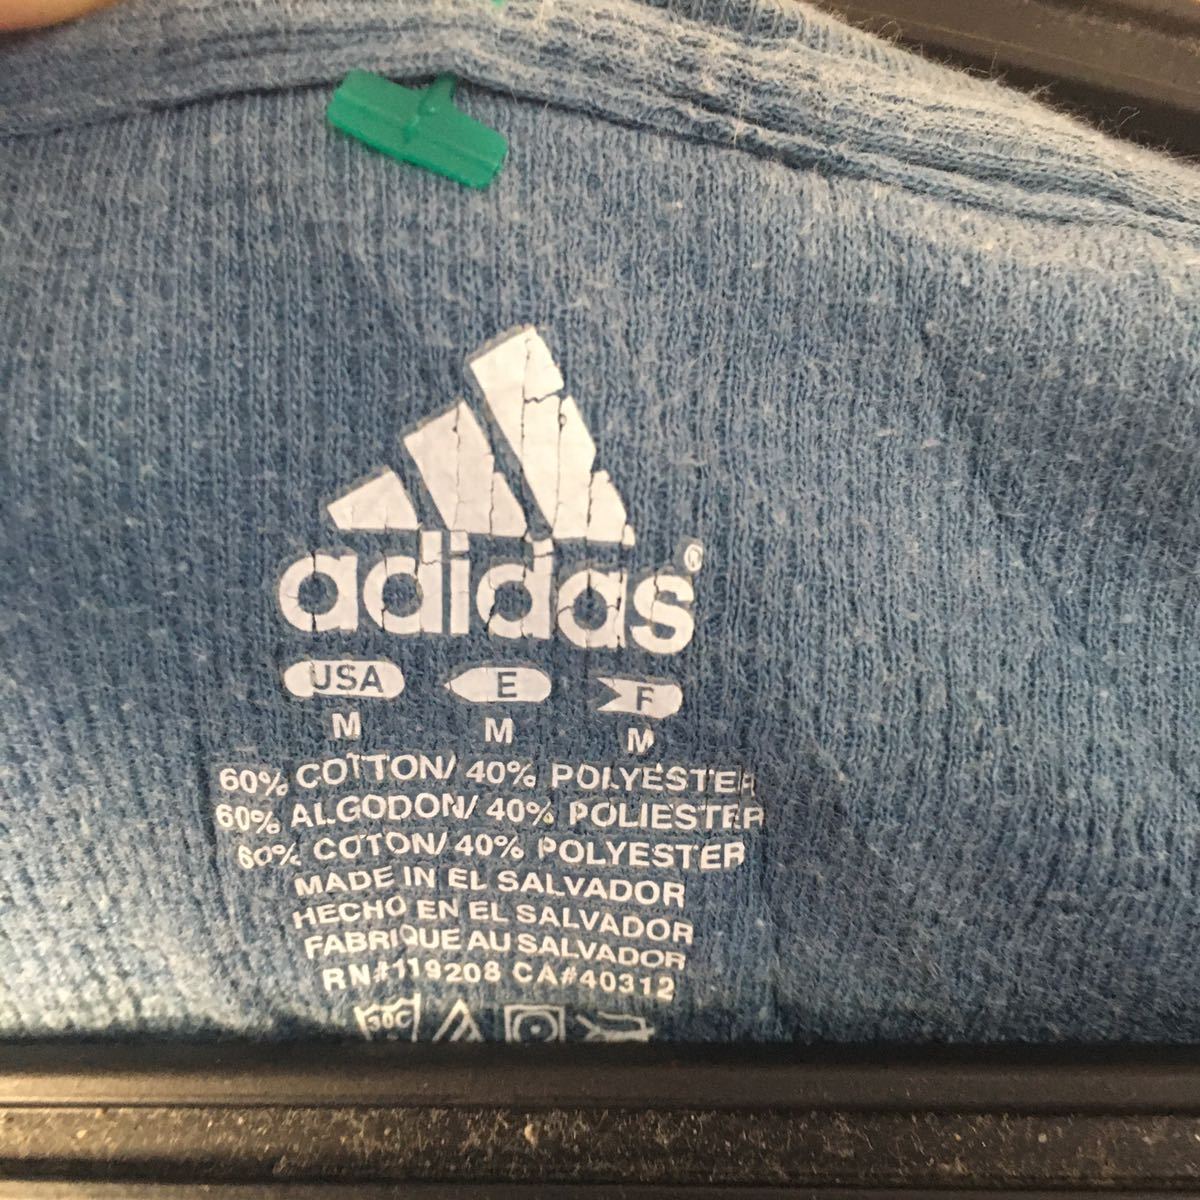 adidas®
USA E F
M M M
60% COTTON/ 40% POLYESTER
60% ALGODON/ 40% POLIESTER
60% COTON/ 40% POLYESTER
MADE IN EL SALVADOR
HECHO EN EL SALVADOR
FABRIQUE AU SALVADOR
RN#119208 CA#40312
30C